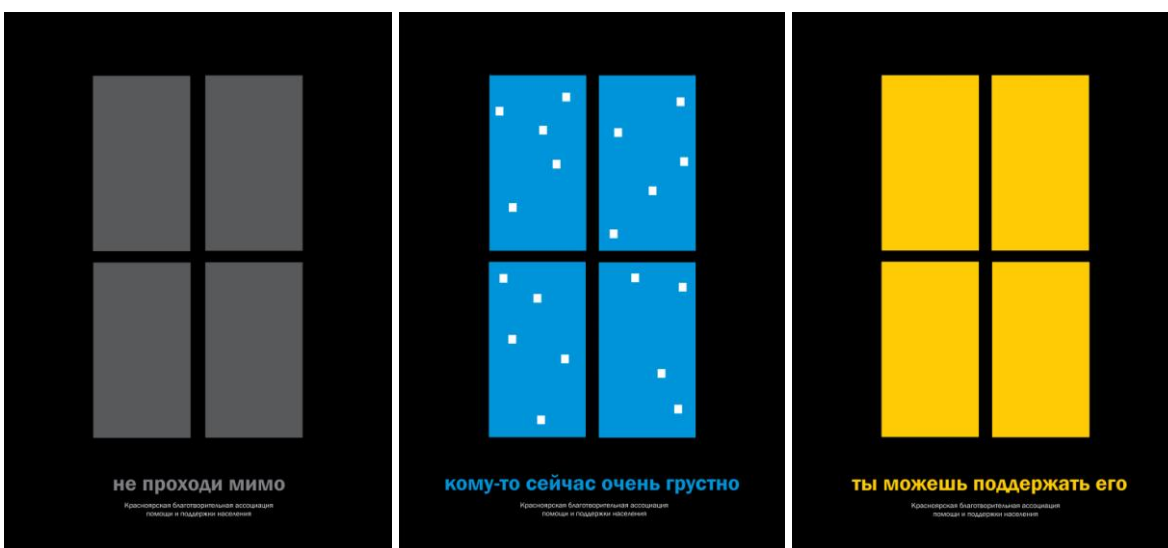 не проходи мимо
Красноярская благотворительная ассоциация
помощи и поддержки населения
кому-то сейчас очень грустно
Красноярская благотворительная ассоциация
помощи и поддержки населения
ты можешь поддержать его
Красноярская благотворительная ассоциация
помощи и поддержки населения